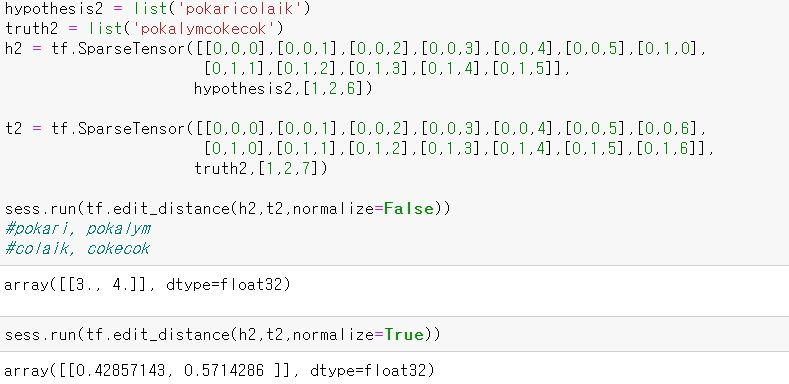 hypothesis2 = list('pokaricolaik')
truth2 = list('pokalymcokecok')
h2 = tf.SparseTensor([[0,0,0],[0,0,1],[0,0,2],[0,0,3],[0,0,4],[0,0,5],[0,1,0],
[0,1,1],[0,1,2],[0,1,3],[0,1,4],[0,1,5]],
hypothesis2,[1,2,6])
t2 = tf.SparseTensor([[0,0,0],[0,0,1],[0,0,2],[0,0,3],[0,0,4],[0,0,5],[0,0,6],
[0,1,0],[0,1,1],[0,1,2],[0,1,3],[0,1,4],[0,1,5],[0,1,6]],
truth2,[1,2,7])
sess.run(tf.edit_distance(h2,t2,normalize=False))
#pokari, pokalym
#colaik, cokecok
array([[3., 4.]], dtype=float32)
sess.run(tf.edit_distance(h2,t2,normalize=True))
array([[0.42857143, 0.5714286 ]], dtype=float32)